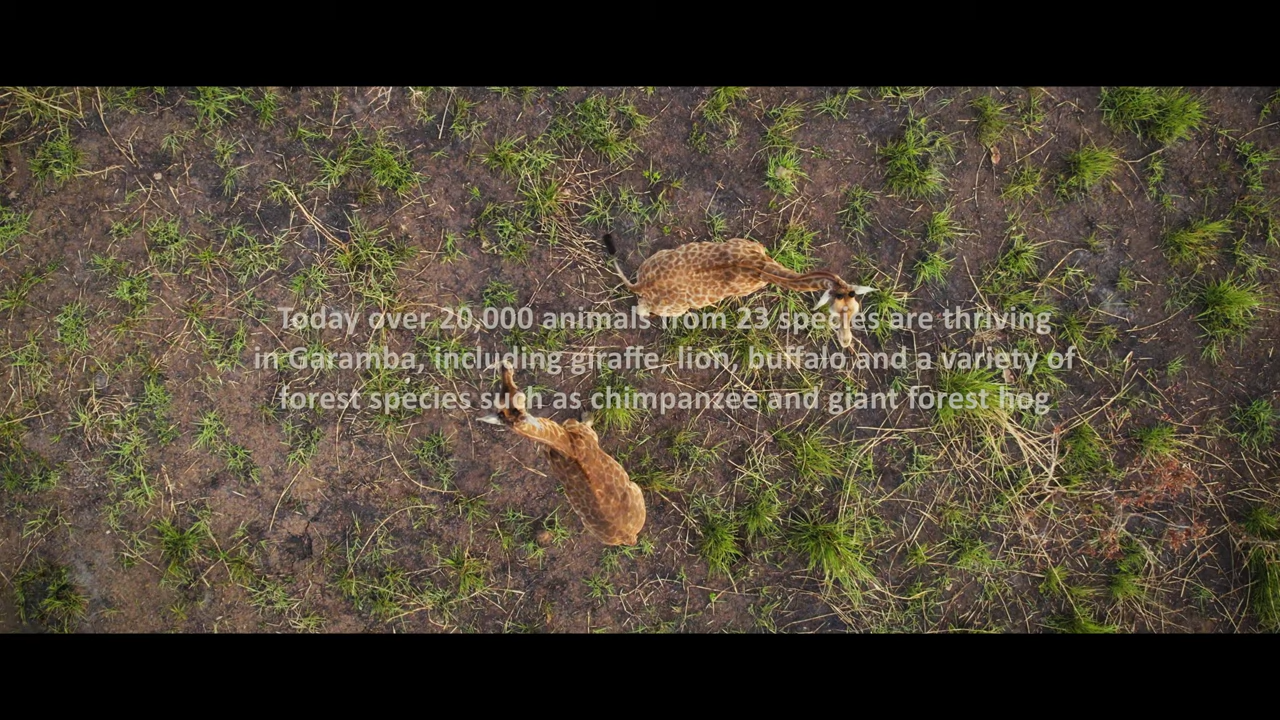 Today over 20,000 animals from 23 species are thriving
in Garamba, including giraffe, lion, buffalo and a variety of
forest species such as chimpanzee and giant forest hog